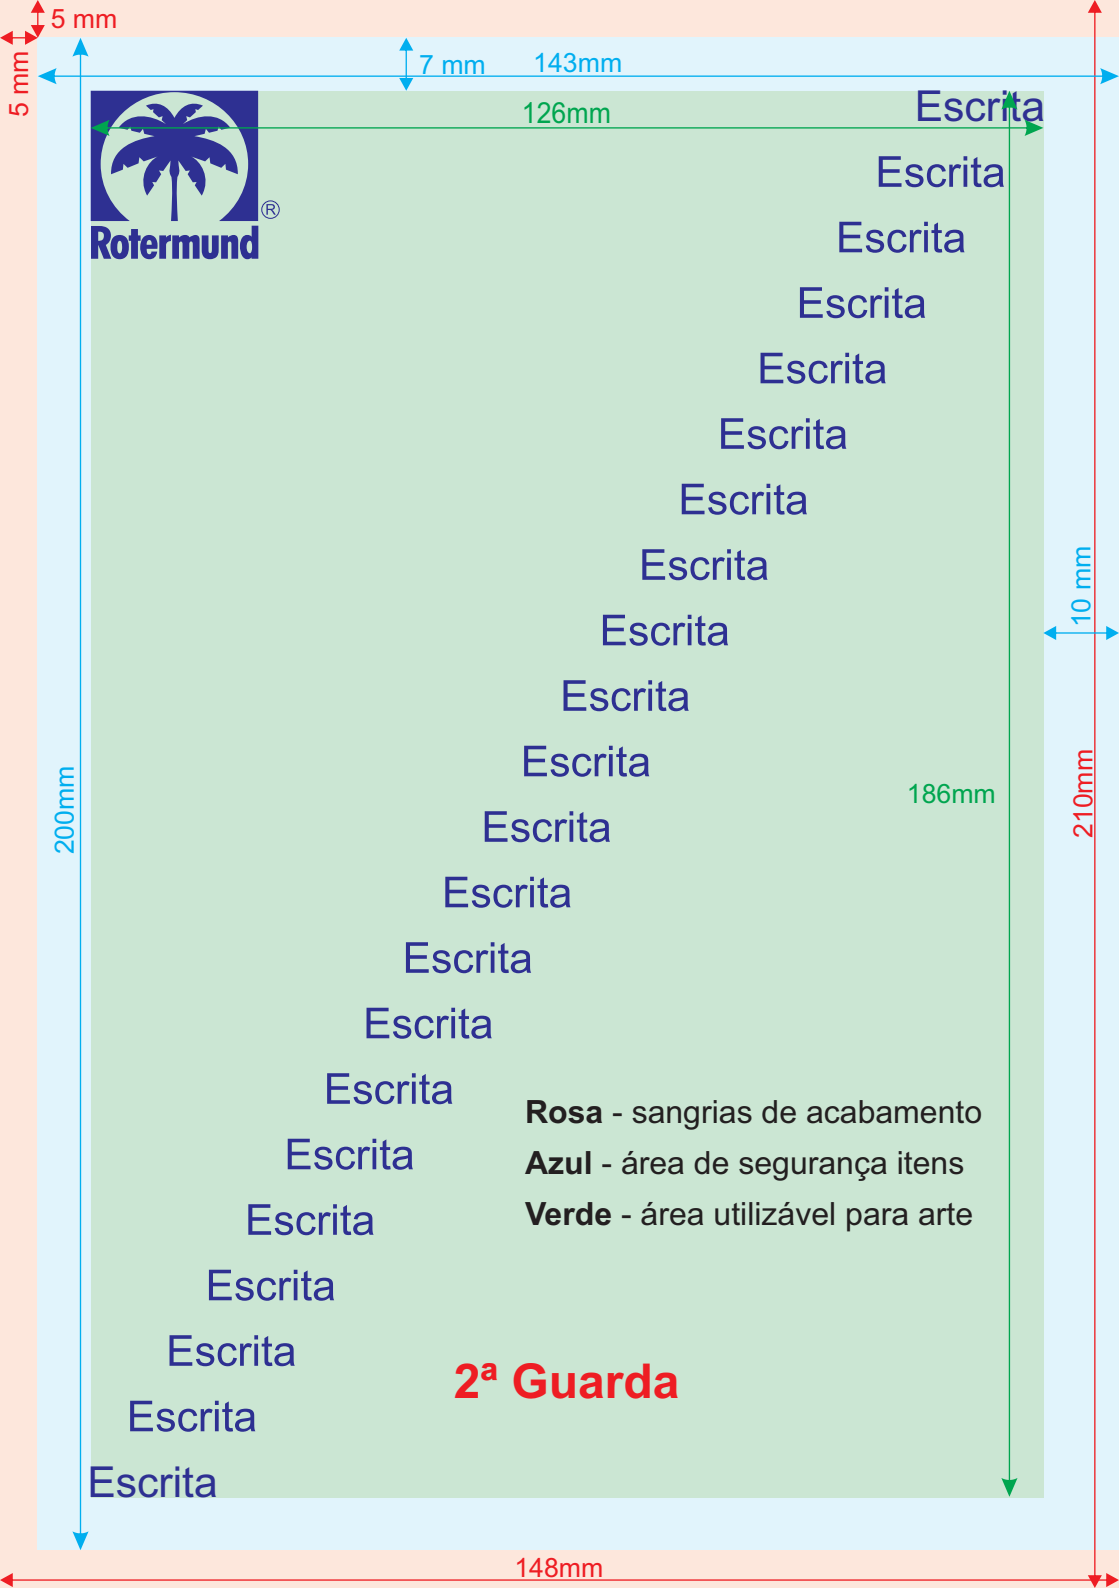 5 mm
5 mm
7 mm
143mm
126mm
Escrita
Escrita
®
Rotermund
Escrita
Escrita
Escrita
Escrita
Escrita
Escrita
10 mm
Escrita
Escrita
Escrita
200mm
186mm
210mm
Escrita
Escrita
Escrita
Escrita
Escrita
Rosa - sangrias de acabamento
Escrita
Azul - área de segurança itens
Escrita
Verde - área utilizável para arte
Escrita
Escrita
2ª Guarda
Escrita
Escrita
148mm